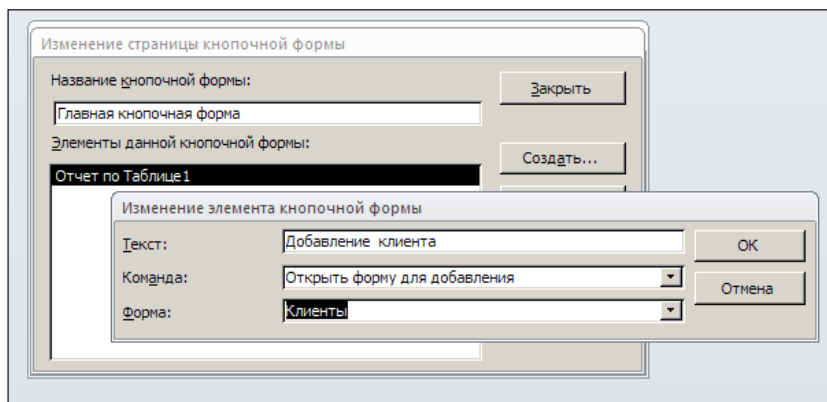 Изменение страницы кнопочной формы
Название кнопочной формы:
Закрыть
Главная кнопочная форма
Элементы данной кнопочной формы:
Создать...
Отчет по Таблице1
Изменение элемента кнопочной формы
Текст:
Добавление клиента
ОК
Команда:
Открыть форму для добавления
Отмена
Форма:
Клиенты